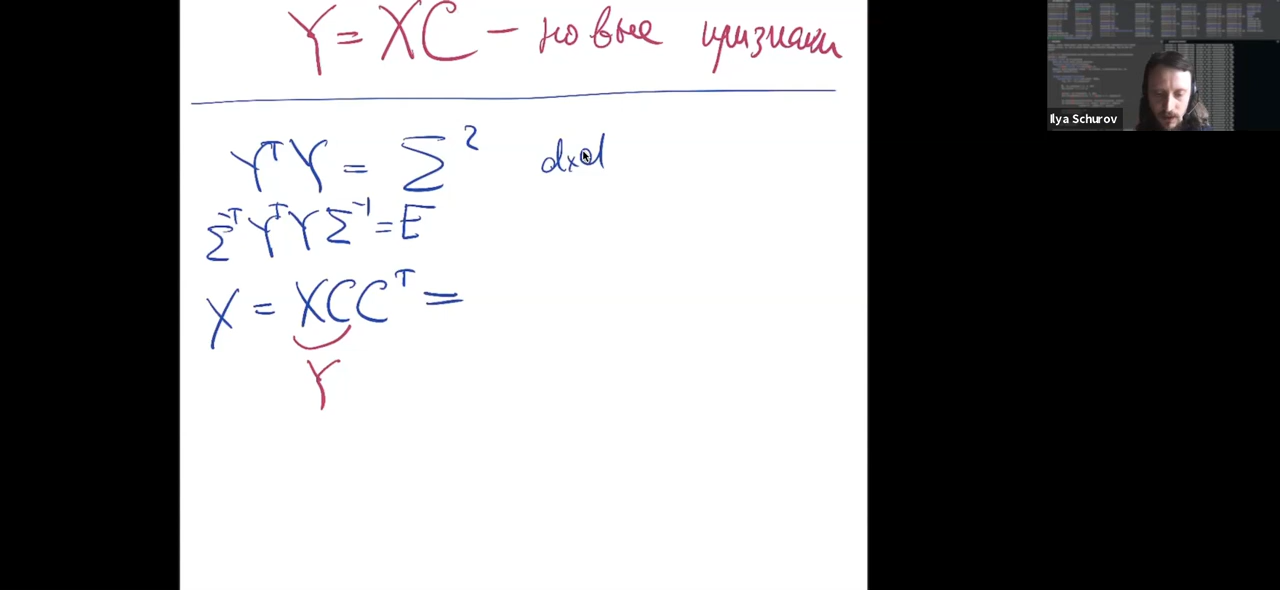 Y = XC – новые признаки
YᵀY = Σ² d×d
Σ⁻ᵀYᵀYΣ⁻¹ = E
X = XCCᵀ =
Y
Ilya Schurov